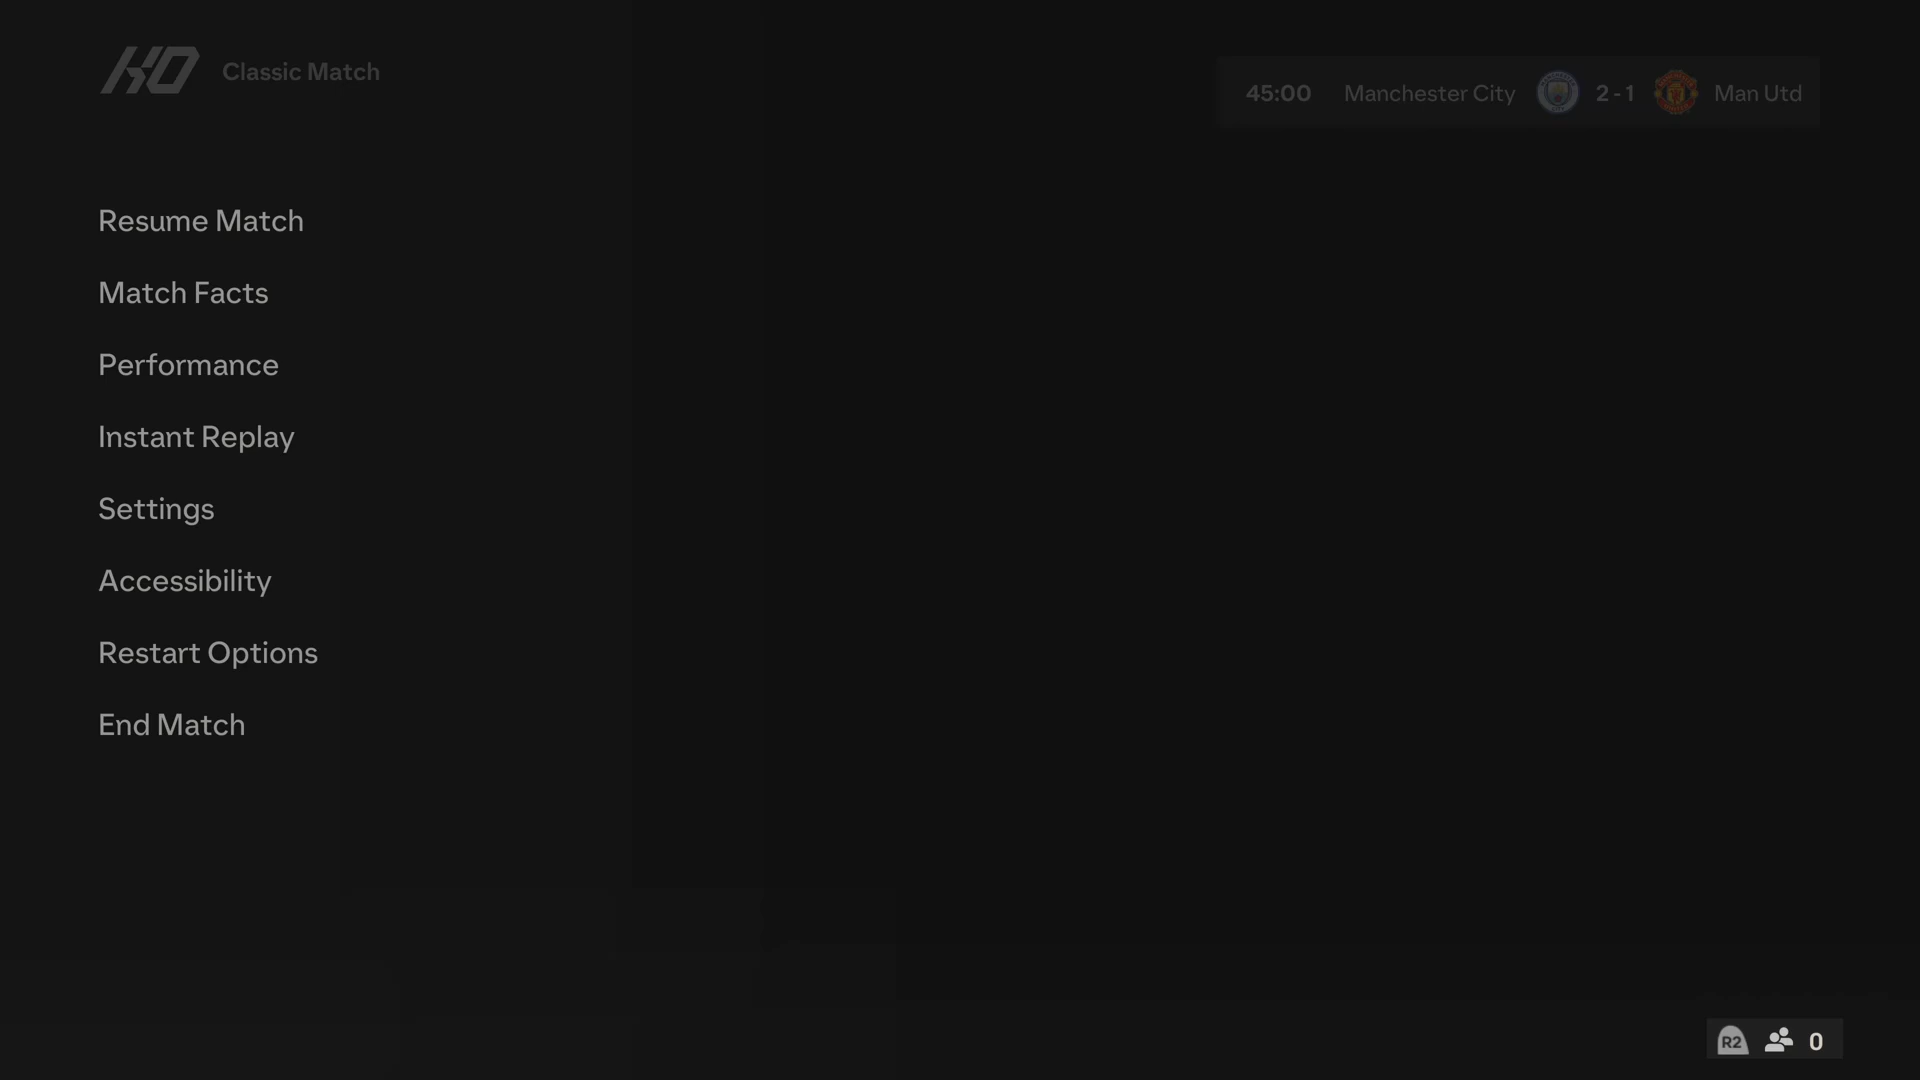 KO Classic Match
45:00 Manchester City 2 - 1 Man Utd
Resume Match
Match Facts
Performance
Instant Replay
Settings
Accessibility
Restart Options
End Match
R2 0